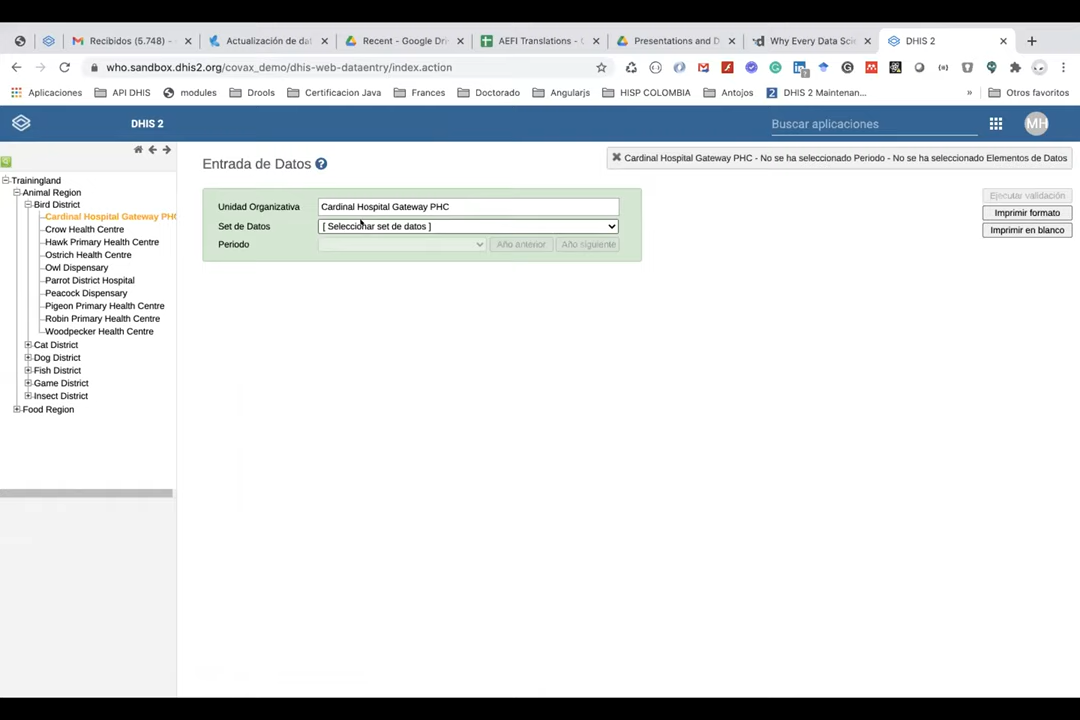 Recibidos (5.748) -
Actualización de dat
Recent - Google Dri
AEFI Translations - G
Presentations and D
Why Every Data Scie
DHIS 2
who.sandbox.dhis2.org/covax_demo/dhis-web-dataentry/index.action
Aplicaciones
API DHIS
modules
Drools
Certificacion Java
Frances
Doctorado
Angularjs
HISP COLOMBIA
Antojos
DHIS 2 Maintenan...
»
Otros favoritos
DHIS 2
Buscar aplicaciones
MH
Trainingland
Animal Region
Bird District
Cardinal Hospital Gateway PHC
Crow Health Centre
Hawk Primary Health Centre
Ostrich Health Centre
Owl Dispensary
Parrot District Hospital
Peacock Dispensary
Pigeon Primary Health Centre
Robin Primary Health Centre
Woodpecker Health Centre
Cat District
Dog District
Fish District
Game District
Insect District
Food Region
Entrada de Datos ?
Cardinal Hospital Gateway PHC - No se ha seleccionado Periodo - No se ha seleccionado Elementos de Datos
Unidad Organizativa Cardinal Hospital Gateway PHC
Set de Datos [ Seleccionar set de datos ]
Periodo Año anterior Año siguiente
Ejecutar validación
Imprimir formato
Imprimir en blanco